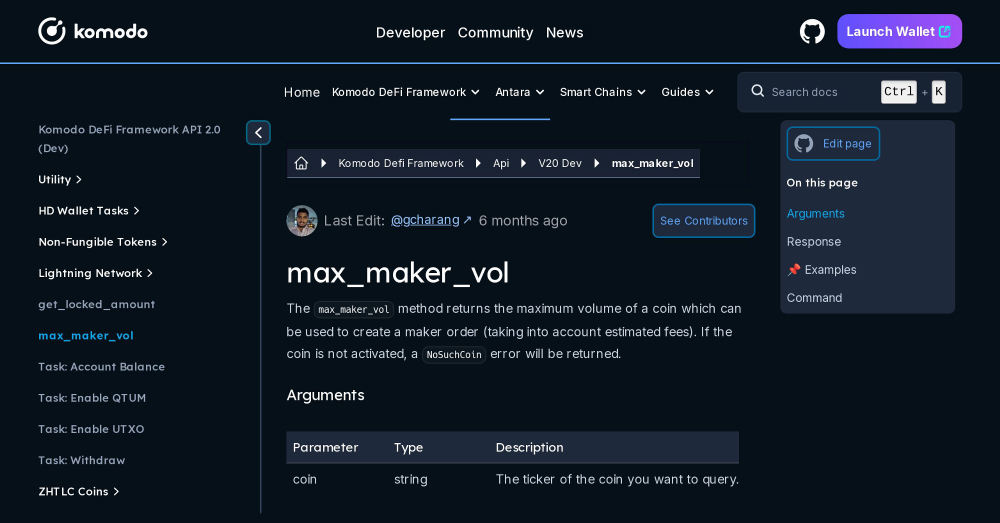 komodo
Developer Community News
Launch Wallet
Home Komodo DeFi Framework Antara Smart Chains Guides
Search docs Ctrl + K
Komodo DeFi Framework API 2.0
(Dev)
Utility
HD Wallet Tasks
Non-Fungible Tokens
Lightning Network
get_locked_amount
max_maker_vol
Task: Account Balance
Task: Enable QTUM
Task: Enable UTXO
Task: Withdraw
ZHTLC Coins
Komodo Defi Framework Api V20 Dev max_maker_vol
Last Edit: @gcharang ↗ 6 months ago
See Contributors
max_maker_vol
The max_maker_vol method returns the maximum volume of a coin which can
be used to create a maker order (taking into account estimated fees). If the
coin is not activated, a NoSuchCoin error will be returned.
Arguments
Parameter Type Description
coin string The ticker of the coin you want to query.
Edit page
On this page
Arguments
Response
📌 Examples
Command